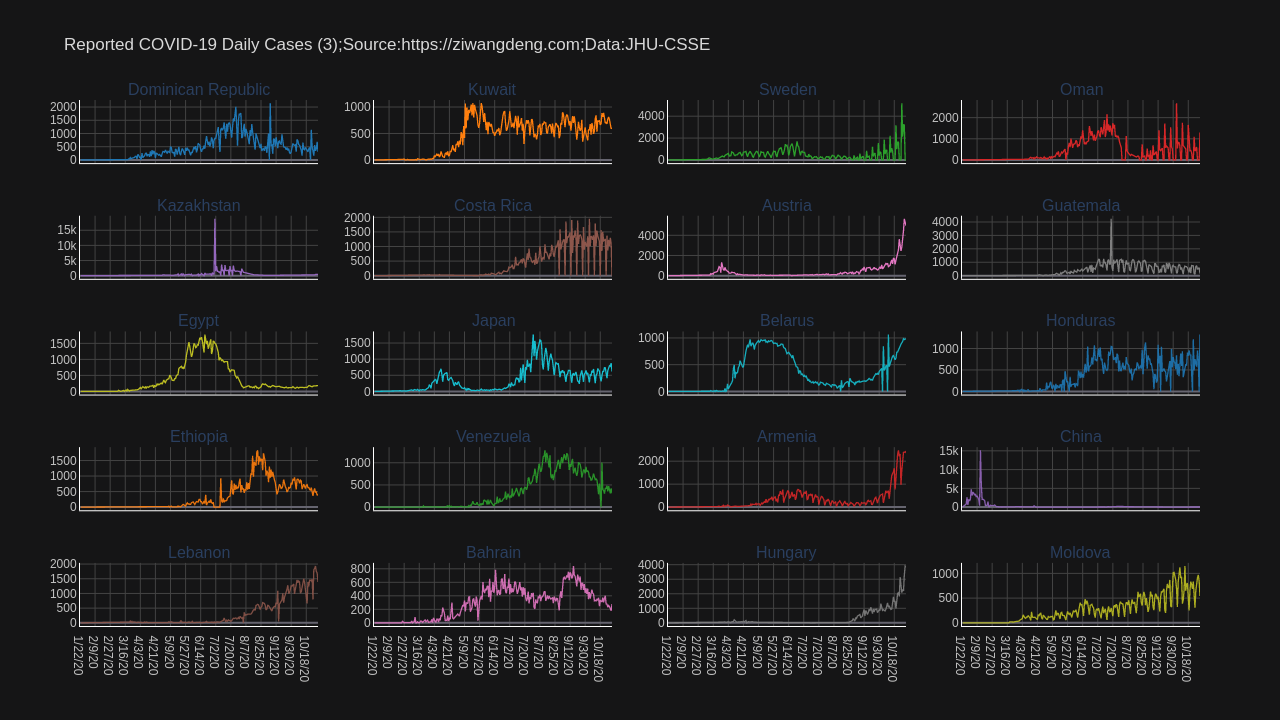 Reported COVID-19 Daily Cases (3);Source:https://ziwangdeng.com;Data:JHU-CSSE
Dominican Republic
2000
1500
1000
500
0
Kuwait
1000
500
0
Sweden
4000
2000
0
Oman
2000
1000
0
Kazakhstan
15k
10k
5k
0
Costa Rica
2000
1500
1000
500
0
Austria
4000
2000
0
Guatemala
4000
3000
2000
1000
0
Egypt
1500
1000
500
0
Japan
1500
1000
500
0
Belarus
1000
500
0
Honduras
1000
500
0
Ethiopia
1500
1000
500
0
Venezuela
1000
500
0
Armenia
2000
1000
0
China
15k
10k
5k
0
Lebanon
2000
1500
1000
500
0
Bahrain
800
600
400
200
0
Hungary
4000
3000
2000
1000
0
Moldova
1000
500
0
1/22/20 2/9/20 3/16/20 4/3/20 4/21/20 5/9/20 5/27/20 6/14/20 7/2/20 7/20/20 8/7/20 8/25/20 9/12/20 9/30/20 10/18/20
1/22/20 2/9/20 3/16/20 4/3/20 4/21/20 5/9/20 5/27/20 6/14/20 7/2/20 7/20/20 8/7/20 8/25/20 9/12/20 9/30/20 10/18/20
1/22/20 2/9/20 3/16/20 4/3/20 4/21/20 5/9/20 5/27/20 6/14/20 7/2/20 7/20/20 8/7/20 8/25/20 9/12/20 9/30/20 10/18/20
1/22/20 2/9/20 3/16/20 4/3/20 4/21/20 5/9/20 5/27/20 6/14/20 7/2/20 7/20/20 8/7/20 8/25/20 9/12/20 9/30/20 10/18/20